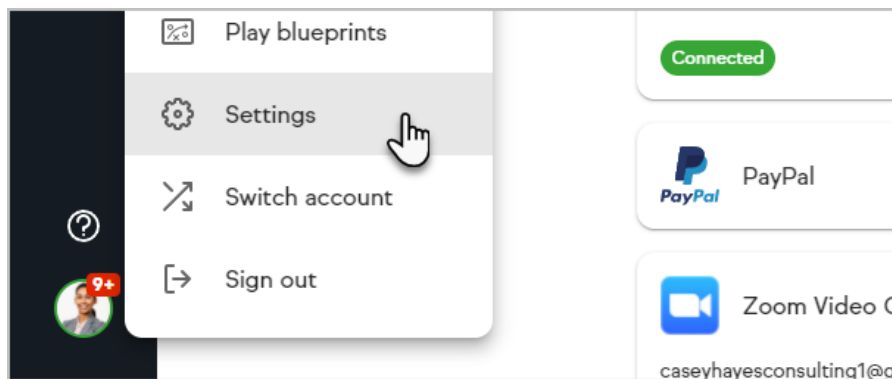 Play blueprints
Settings
Switch account
Sign out
9+
Connected
PayPal
PayPal
Zoom Video
caseyhayesconsulting1@